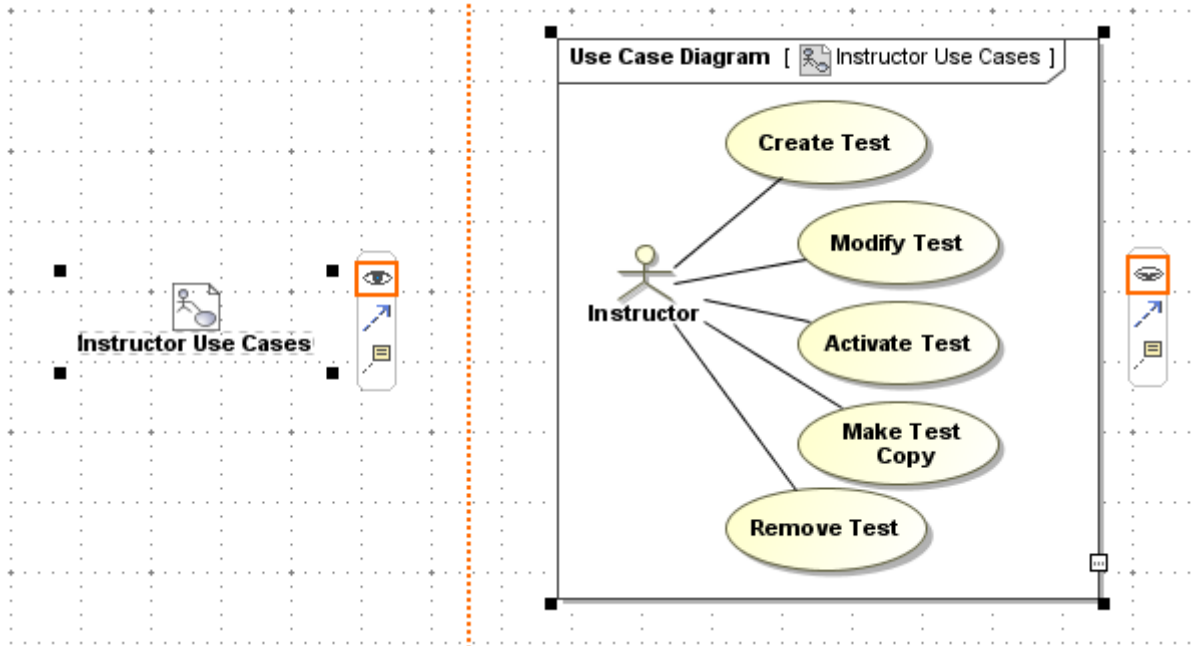 Instructor Use Cases
Use Case Diagram [ Instructor Use Cases ]
Create Test
Modify Test
Instructor
Activate Test
Make Test
Copy
Remove Test